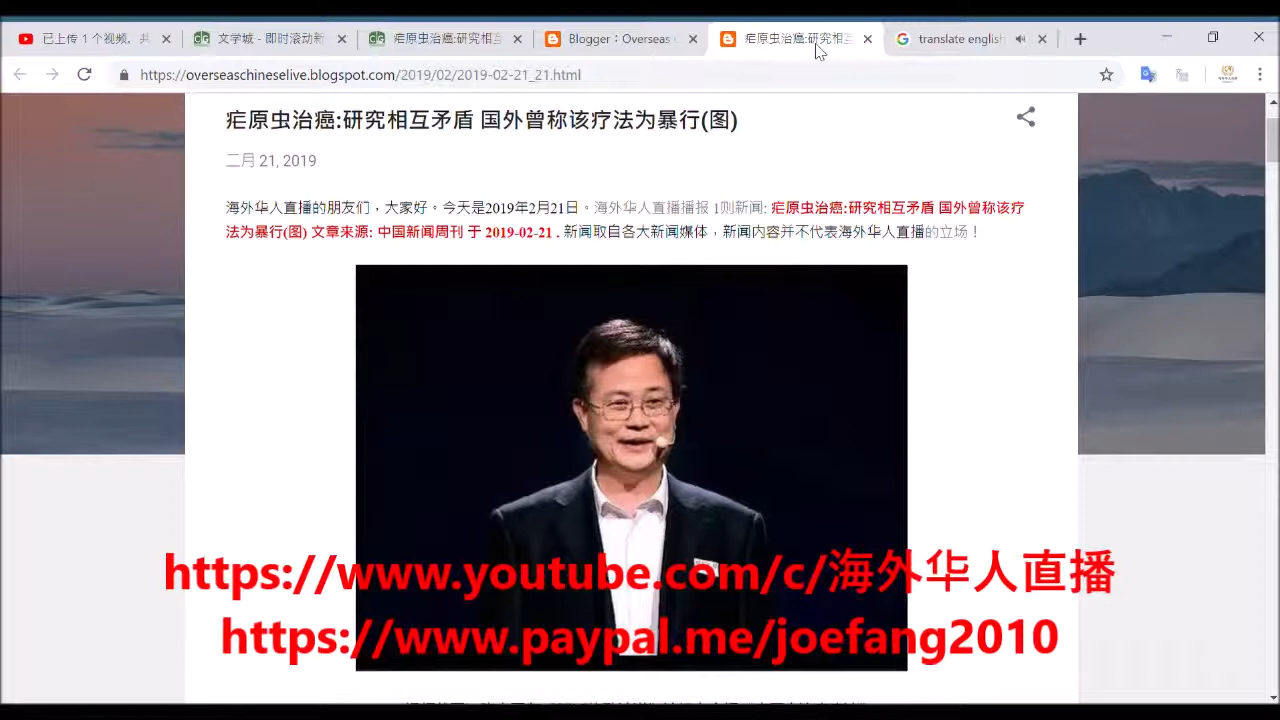 已上传 1 个视频。共
文学城 - 即时滚动新
疟原虫治癌:研究相互
Blogger：Overseas
疟原虫治癌:研究相互
translate english
https://overseaschineselive.blogspot.com/2019/02/2019-02-21_21.html
疟原虫治癌:研究相互矛盾 国外曾称该疗法为暴行(图)
二月 21, 2019
海外华人直播的朋友们，大家好。今天是2019年2月21日。海外华人直播播报 1则新闻: 疟原虫治癌:研究相互矛盾 国外曾称该疗
法为暴行(图) 文章来源: 中国新闻周刊 于 2019-02-21 . 新闻取自各大新闻媒体，新闻内容并不代表海外华人直播的立场！
https://www.youtube.com/c/海外华人直播
https://www.paypal.me/joefang2010